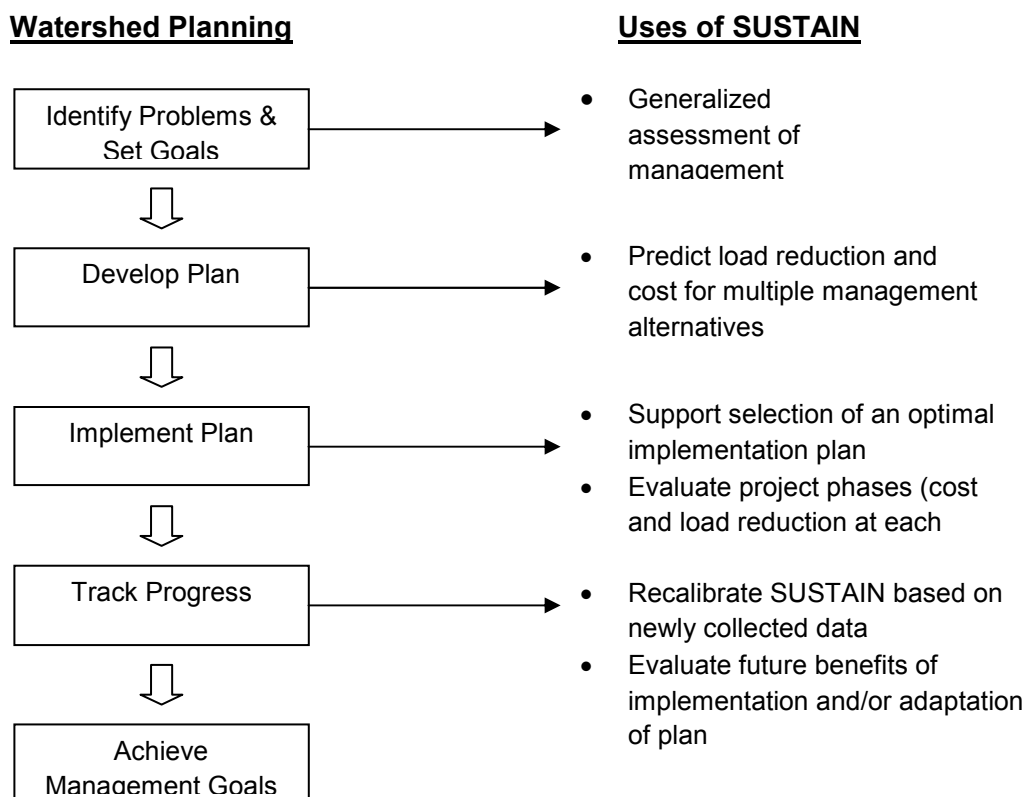 Watershed Planning
Uses of SUSTAIN
Identify Problems &
Set Goals
• Generalized
assessment of
management
Develop Plan
• Predict load reduction and
cost for multiple management
alternatives
Implement Plan
• Support selection of an optimal
implementation plan
• Evaluate project phases (cost
and load reduction at each
Track Progress
• Recalibrate SUSTAIN based on
newly collected data
• Evaluate future benefits of
implementation and/or adaptation
of plan
Achieve
Management Goals